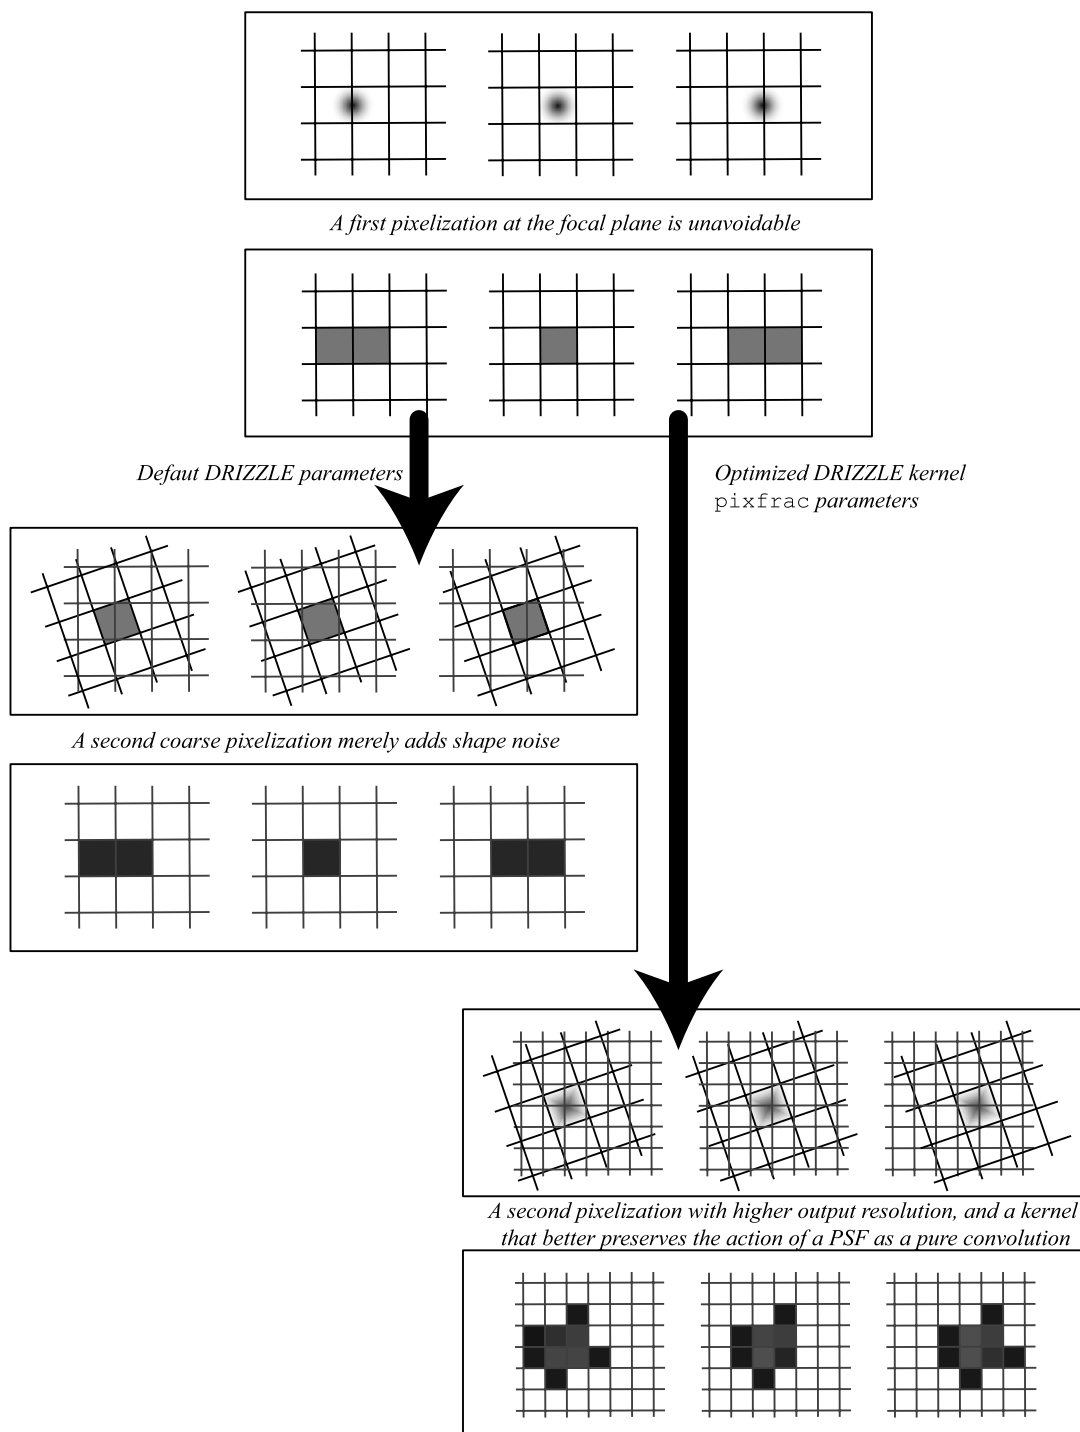 A first pixelization at the focal plane is unavoidable
Defaut DRIZZLE parameters
Optimized DRIZZLE kernel
pixfrac parameters
A second coarse pixelization merely adds shape noise
A second pixelization with higher output resolution, and a kernel
that better preserves the action of a PSF as a pure convolution